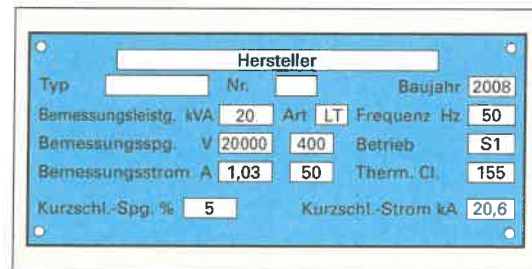 Hersteller
Typ Nr. Baujahr 2008
Bemessungsleistg. kVA 20 Art LT Frequenz Hz 50
Bemessungsspg. V 20000 400 Betrieb S1
Bemessungsstrom A 1,03 50 Therm. Cl. 155
Kurzschl.-Spg. % 5 Kurzschl.-Strom kA 20,6